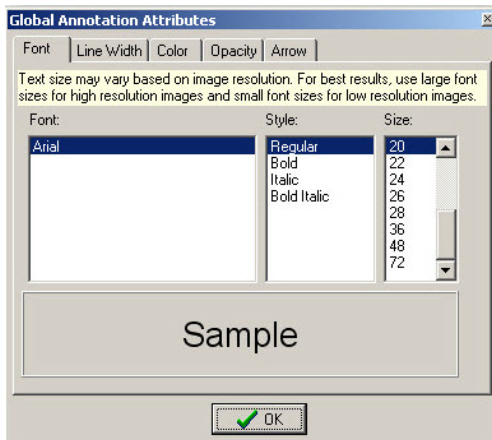 Global Annotation Attributes
Font Line Width Color Opacity Arrow
Text size may vary based on image resolution. For best results, use large font
sizes for high resolution images and small font sizes for low resolution images.
Font: Style: Size:
Arial Regular 20
Bold 22
Italic 24
Bold Italic 26
28
36
48
72
Sample
OK